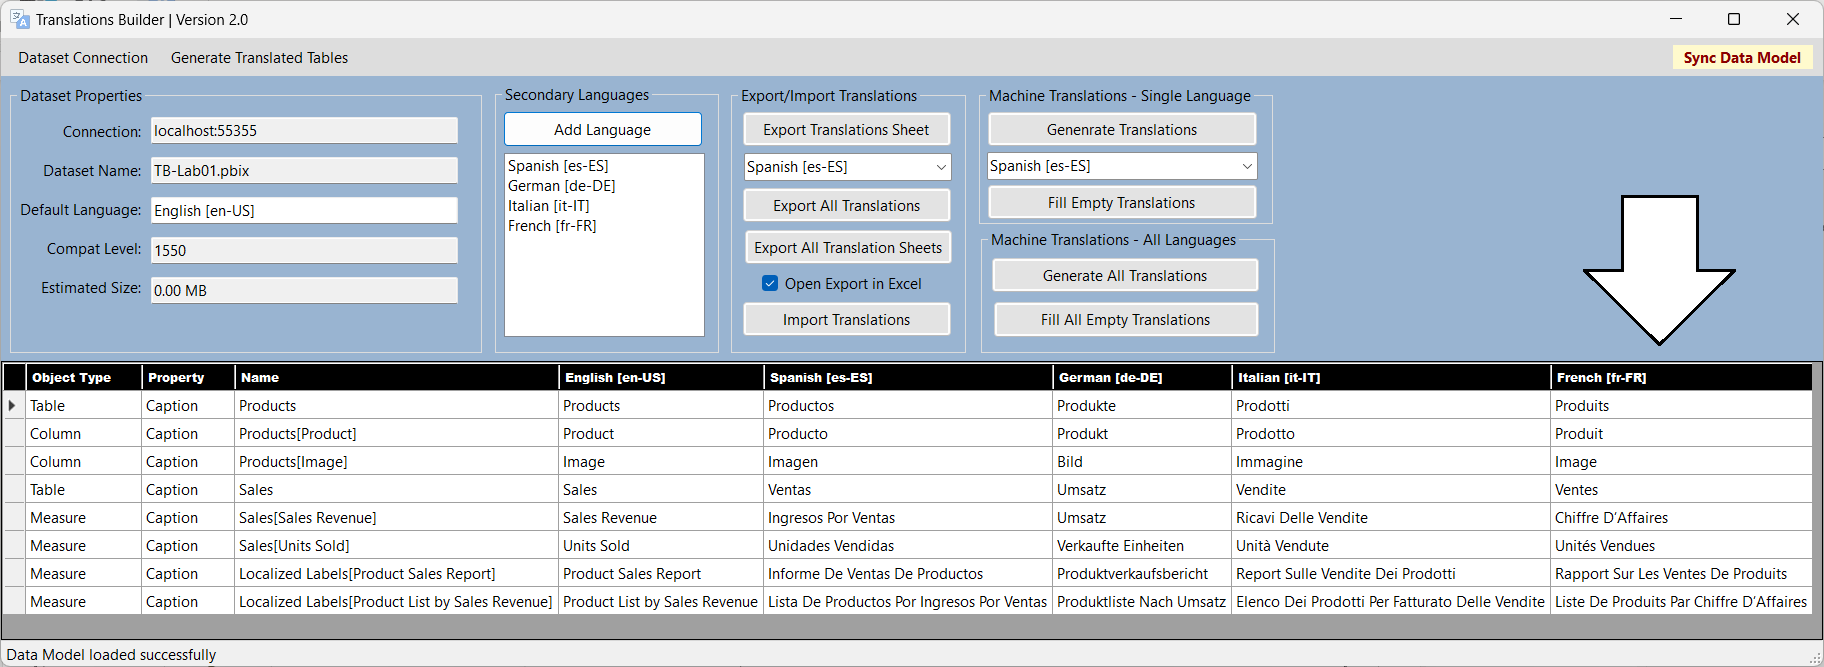 Translations Builder | Version 2.0
Dataset Connection Generate Translated Tables Sync Data Model
Dataset Properties
Connection: localhost:55355
Dataset Name: TB-Lab01.pbix
Default Language: English [en-US]
Compat Level: 1550
Estimated Size: 0.00 MB
Secondary Languages
Add Language
Spanish [es-ES]
German [de-DE]
Italian [it-IT]
French [fr-FR]
Export/Import Translations
Export Translations Sheet
Spanish [es-ES]
Export All Translations
Export All Translation Sheets
Open Export in Excel
Import Translations
Machine Translations - Single Language
Genenrate Translations
Spanish [es-ES]
Fill Empty Translations
Machine Translations - All Languages
Generate All Translations
Fill All Empty Translations
Object Type Property Name English [en-US] Spanish [es-ES] German [de-DE] Italian [it-IT] French [fr-FR]
Table Caption Products Products Productos Produkte Prodotti Produits
Column Caption Products[Product] Product Producto Produkt Prodotto Produit
Column Caption Products[Image] Image Imagen Bild Immagine Image
Table Caption Sales Sales Ventas Umsatz Vendite Ventes
Measure Caption Sales[Sales Revenue] Sales Revenue Ingresos Por Ventas Umsatz Ricavi Delle Vendite Chiffre D’Affaires
Measure Caption Sales[Units Sold] Units Sold Unidades Vendidas Verkaufte Einheiten Unità Vendute Unités Vendues
Measure Caption Localized Labels[Product Sales Report] Product Sales Report Informe De Ventas De Productos Produktverkaufsbericht Report Sulle Vendite Dei Prodotti Rapport Sur Les Ventes De Produits
Measure Caption Localized Labels[Product List by Sales Revenue] Product List by Sales Revenue Lista De Productos Por Ingresos Por Ventas Produktliste Nach Umsatz Elenco Dei Prodotti Per Fatturato Delle Vendite Liste De Produits Par Chiffre D’Affaires
Data Model loaded successfully